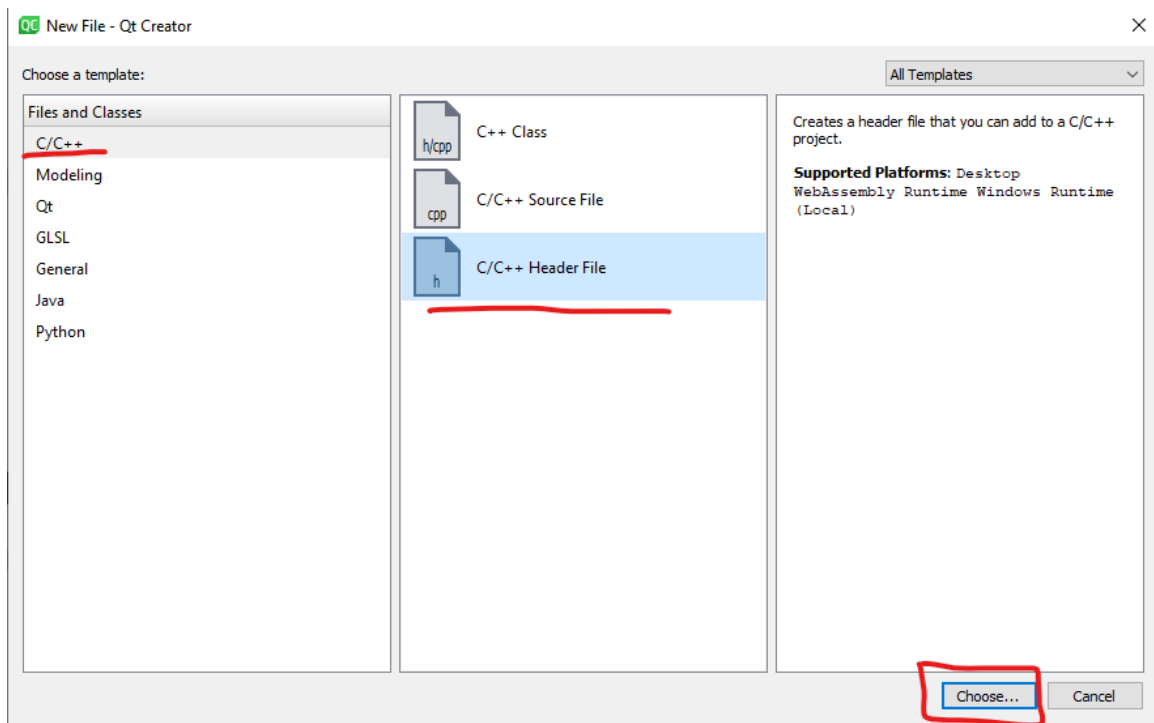 QC New File - Qt Creator
Choose a template:
All Templates
Files and Classes
C/C++
Modeling
Qt
GLSL
General
Java
Python
h/cpp
C++ Class
cpp
C/C++ Source File
h
C/C++ Header File
Creates a header file that you can add to a C/C++
project.
Supported Platforms: Desktop
WebAssembly Runtime Windows Runtime
(Local)
Choose...
Cancel